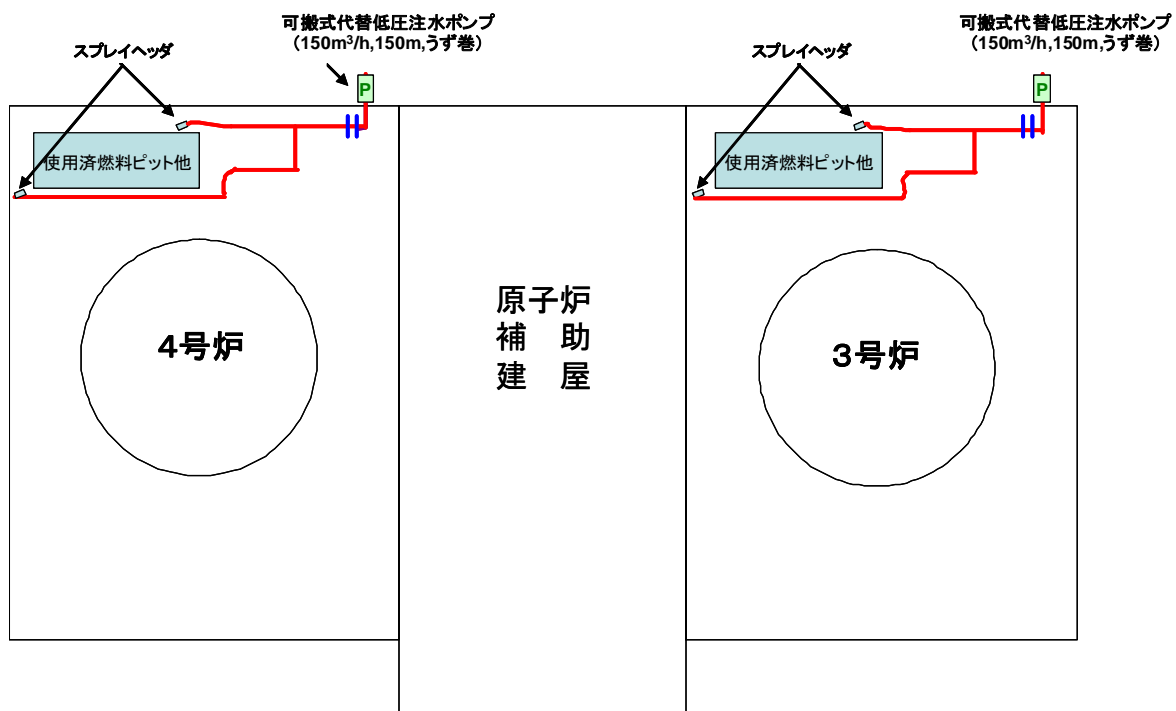 可搬式代替低圧注水ポンプ
（150m³/h,150m,うず巻）
スプレイヘッダ
P
使用済燃料ピット他
4号炉
原子炉
補　助
建　屋
可搬式代替低圧注水ポンプ
（150m³/h,150m,うず巻）
スプレイヘッダ
P
使用済燃料ピット他
3号炉